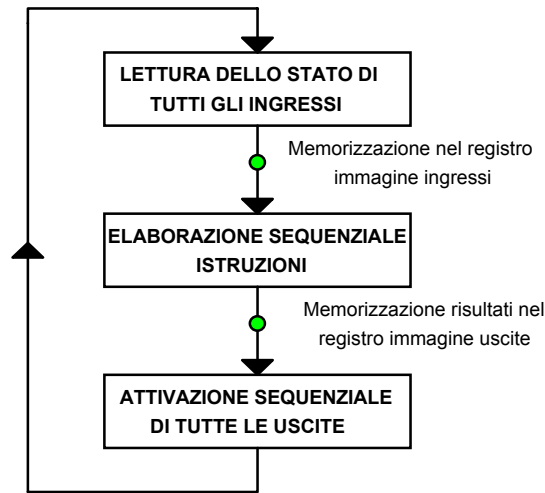 LETTURA DELLO STATO DI
TUTTI GLI INGRESSI
Memorizzazione nel registro
immagine ingressi
ELABORAZIONE SEQUENZIALE
ISTRUZIONI
Memorizzazione risultati nel
registro immagine uscite
ATTIVAZIONE SEQUENZIALE
DI TUTTE LE USCITE